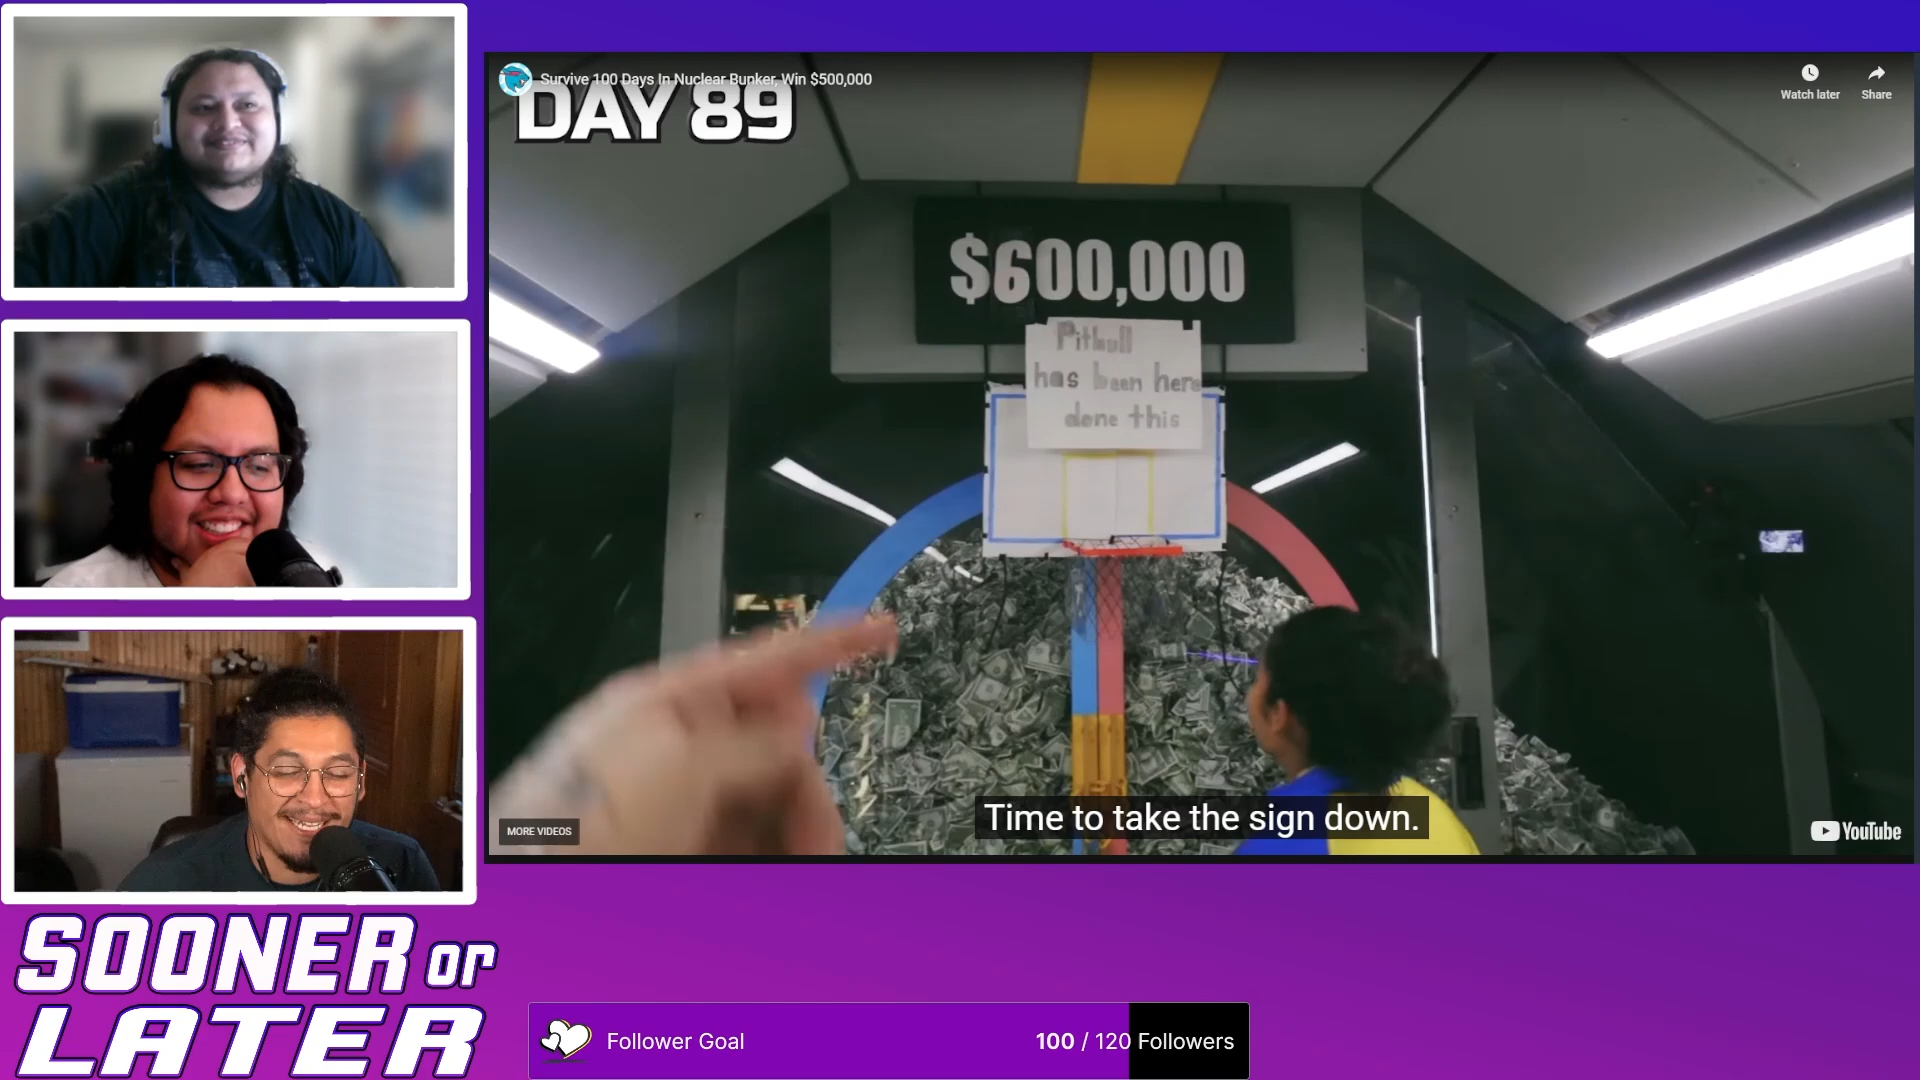 Survive 100 Days In Nuclear Bunker, Win $500,000
Watch later
Share
DAY 89
$600,000
Pitbull
has been here
done this
Time to take the sign down.
MORE VIDEOS
YouTube
SOONER or
LATER
Follower Goal
100 / 120 Followers